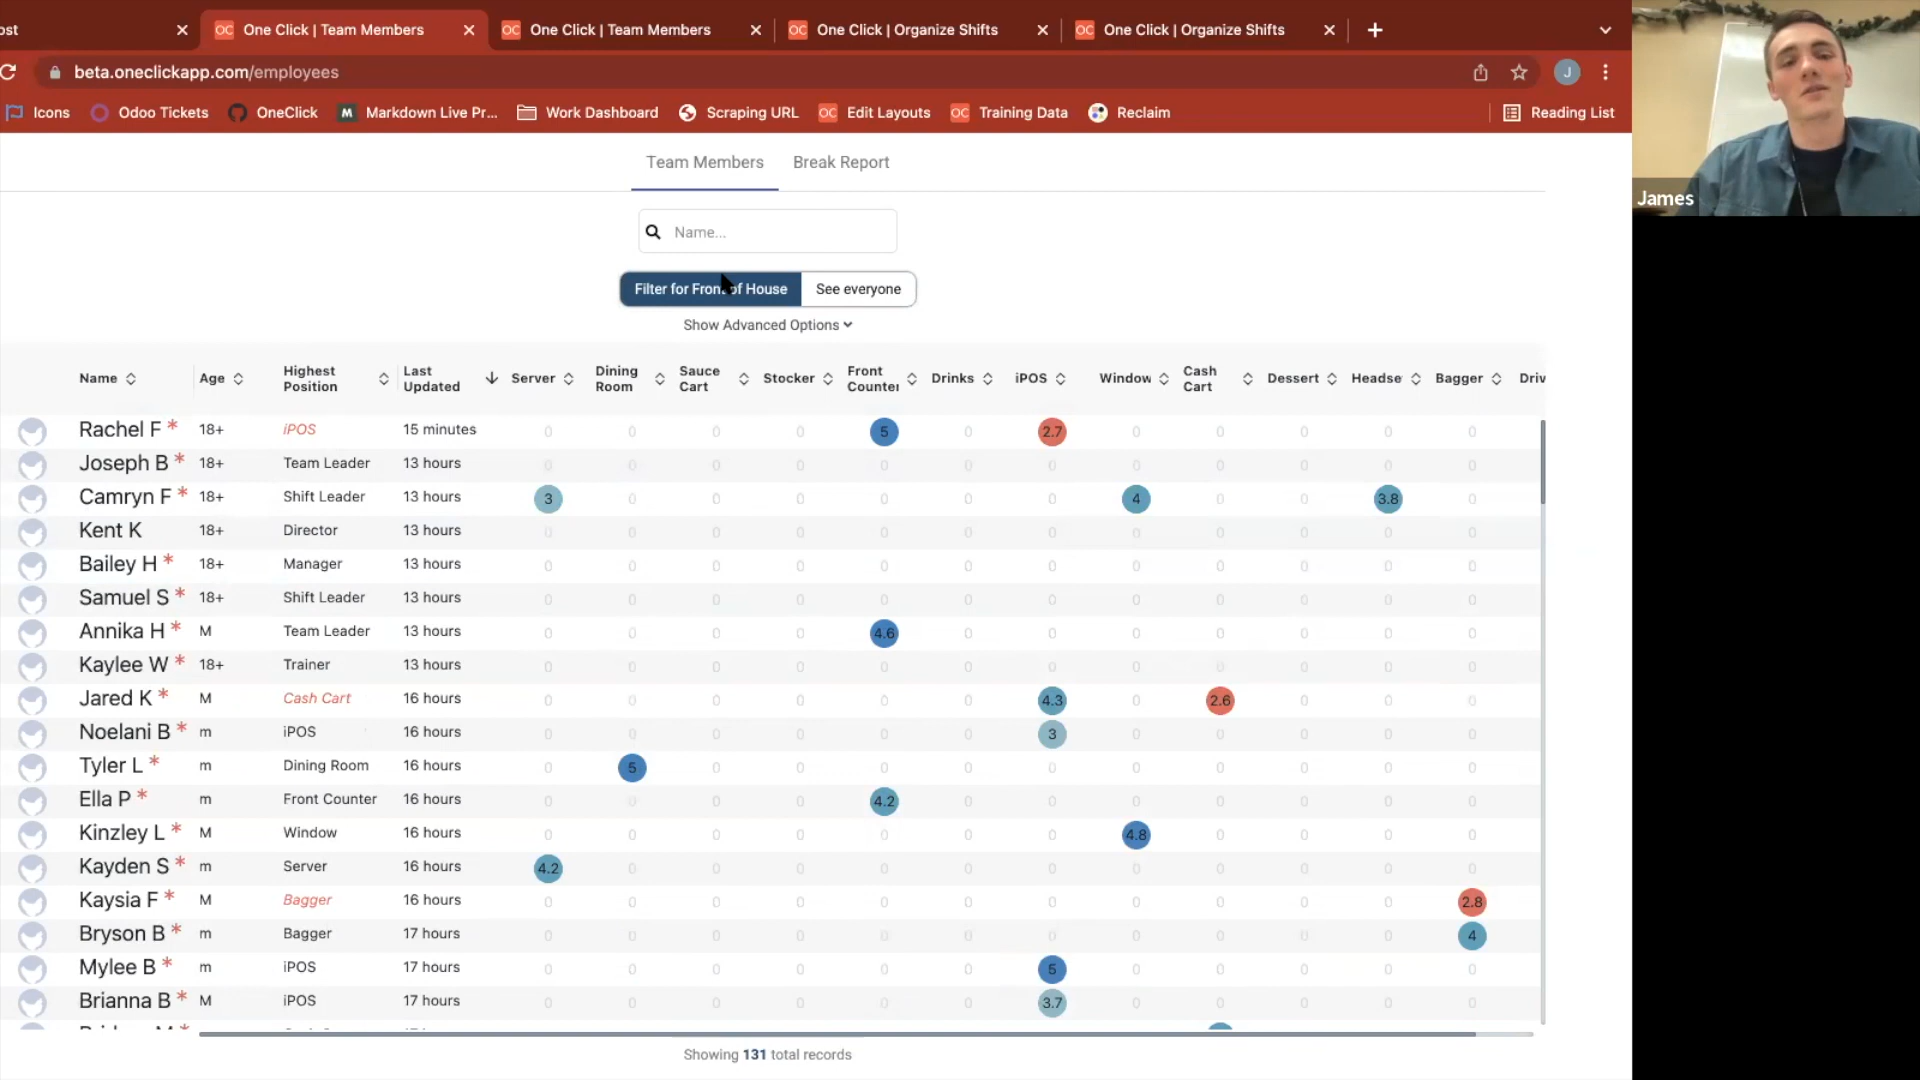 ost
One Click | Team Members
One Click | Team Members
One Click | Organize Shifts
One Click | Organize Shifts
beta.oneclickapp.com/employees
J
Icons
Odoo Tickets
OneClick
M Markdown Live Pr...
Work Dashboard
Scraping URL
OC Edit Layouts
OC Training Data
Reclaim
Reading List
James
Team Members Break Report
Name...
Filter for Front of House See everyone
Show Advanced Options
Name Age Highest Position Last Updated Server Dining Room Sauce Cart Stocker Front Counter Drinks iPOS Window Cash Cart Dessert Headse Bagger Driv
Rachel F * 18+ iPOS 15 minutes 0 0 0 0 5 0 2.7 0 0 0 0 0
Joseph B * 18+ Team Leader 13 hours 0 0 0 0 0 0 0 0 0 0 0 0
Camryn F * 18+ Shift Leader 13 hours 3 0 0 0 0 0 0 4 0 0 3.8 0
Kent K 18+ Director 13 hours 0 0 0 0 0 0 0 0 0 0 0 0
Bailey H * 18+ Manager 13 hours 0 0 0 0 0 0 0 0 0 0 0 0
Samuel S * 18+ Shift Leader 13 hours 0 0 0 0 0 0 0 0 0 0 0 0
Annika H * M Team Leader 13 hours 0 0 0 0 4.6 0 0 0 0 0 0 0
Kaylee W * 18+ Trainer 13 hours 0 0 0 0 0 0 0 0 0 0 0 0
Jared K * M Cash Cart 16 hours 0 0 0 0 0 0 4.3 0 2.6 0 0 0
Noelani B * m iPOS 16 hours 0 0 0 0 0 0 3 0 0 0 0 0
Tyler L * m Dining Room 16 hours 0 5 0 0 0 0 0 0 0 0 0 0
Ella P * m Front Counter 16 hours 0 0 0 0 4.2 0 0 0 0 0 0 0
Kinzley L * M Window 16 hours 0 0 0 0 0 0 0 4.8 0 0 0 0
Kayden S * m Server 16 hours 4.2 0 0 0 0 0 0 0 0 0 0 0
Kaysia F * M Bagger 16 hours 0 0 0 0 0 0 0 0 0 0 0 2.8
Bryson B * m Bagger 17 hours 0 0 0 0 0 0 0 0 0 0 0 4
Mylee B * m iPOS 17 hours 0 0 0 0 0 0 5 0 0 0 0 0
Brianna B * M iPOS 17 hours 0 0 0 0 0 0 3.7 0 0 0 0 0
Showing 131 total records